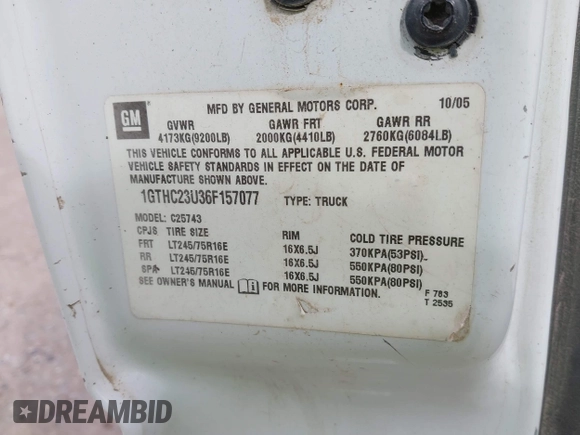 GM
MFD BY GENERAL MOTORS CORP. 10/05
GVWR GAWR FRT GAWR RR
4173KG(9200LB) 2000KG(4410LB) 2760KG(6084LB)
THIS VEHICLE CONFORMS TO ALL APPLICABLE U.S. FEDERAL MOTOR
VEHICLE SAFETY STANDARDS IN EFFECT ON THE DATE OF
MANUFACTURE SHOWN ABOVE.
1GTHC23U36F157077 TYPE: TRUCK
MODEL: C25743
CPJS TIRE SIZE RIM COLD TIRE PRESSURE
FRT LT245/75R16E 16X6.5J 370KPA(53PSI)
RR LT245/75R16E 16X6.5J 550KPA(80PSI)
SPA LT245/75R16E 16X6.5J 550KPA(80PSI)
SEE OWNER'S MANUAL FOR MORE INFORMATION. F 783
T 2535
DREAMBID